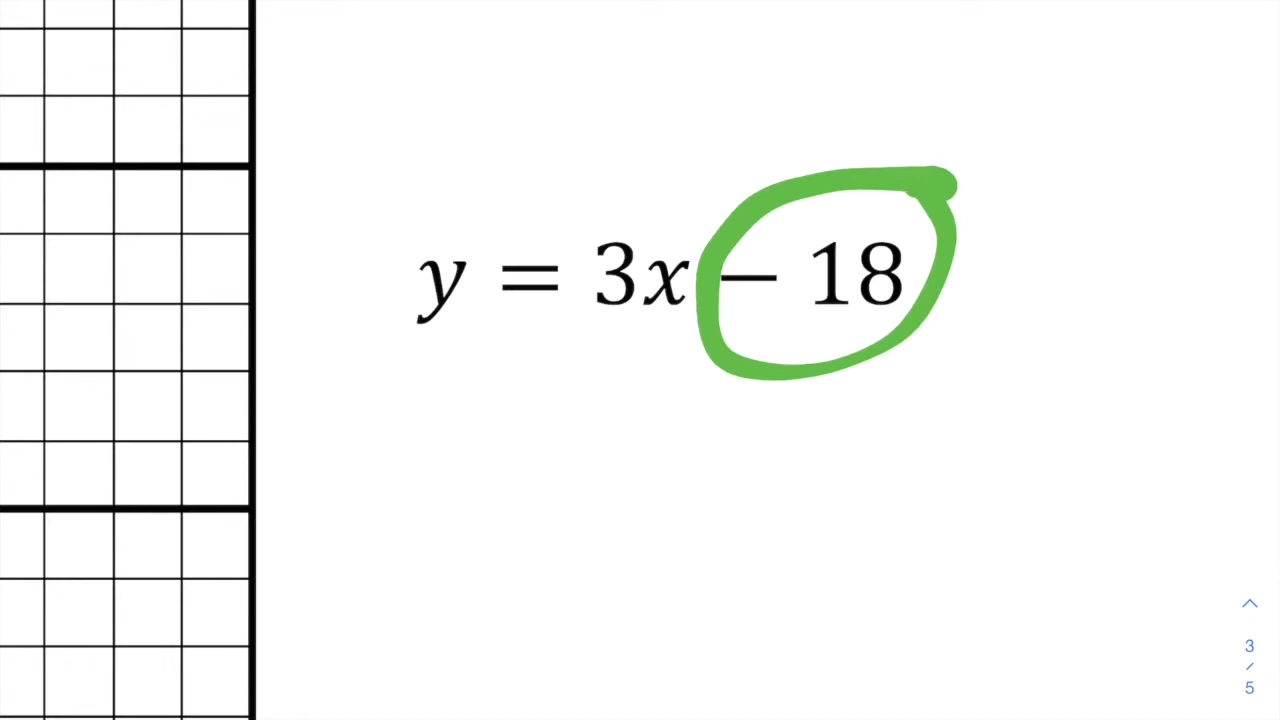 y = 3x − 18
3
/
5